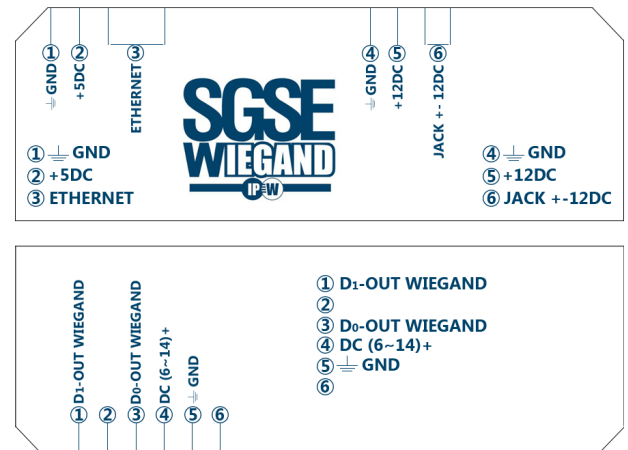 ⏚ GND ①
+5DC ②
ETHERNET ③
⏚ GND ④
+12DC ⑤
JACK +- 12DC ⑥
SGSE
WIEGAND
IP W
① ⏚ GND
② +5DC
③ ETHERNET
④ ⏚ GND
⑤ +12DC
⑥ JACK +-12DC
D1-OUT WIEGAND ①
②
D0-OUT WIEGAND ③
DC (6~14)+ ④
⏚ GND ⑤
⑥
① D1-OUT WIEGAND
②
③ D0-OUT WIEGAND
④ DC (6~14)+
⑤ ⏚ GND
⑥